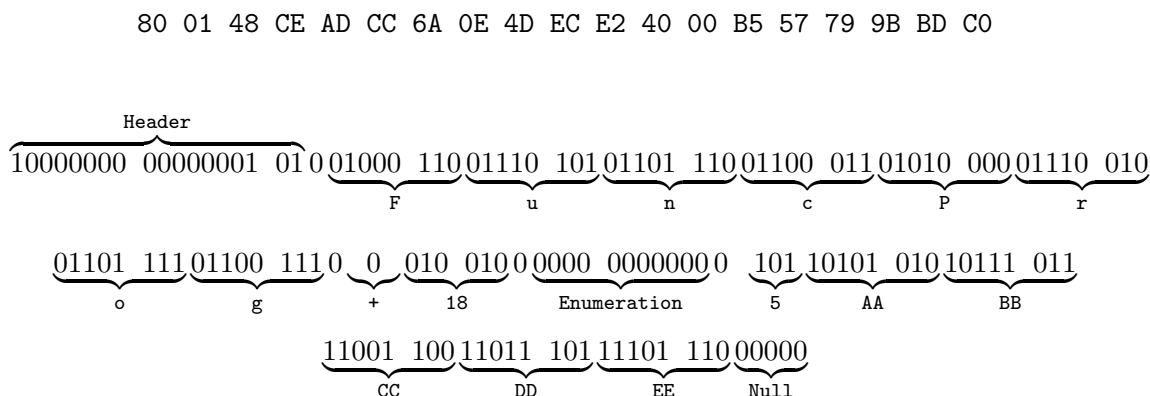 80 01 48 CE AD CC 6A 0E 4D EC E2 40 00 B5 57 79 9B BD C0
Header
10000000 00000001 01 0 01000 110 01110 101 01101 110 01100 011 01010 000 01110 010
F u n c P r
01101 111 01100 111 0 0 010 010 0 0000 0000000 0 101 10101 010 10111 011
o g + 18 Enumeration 5 AA BB
11001 100 11011 101 11101 110 00000
CC DD EE Null